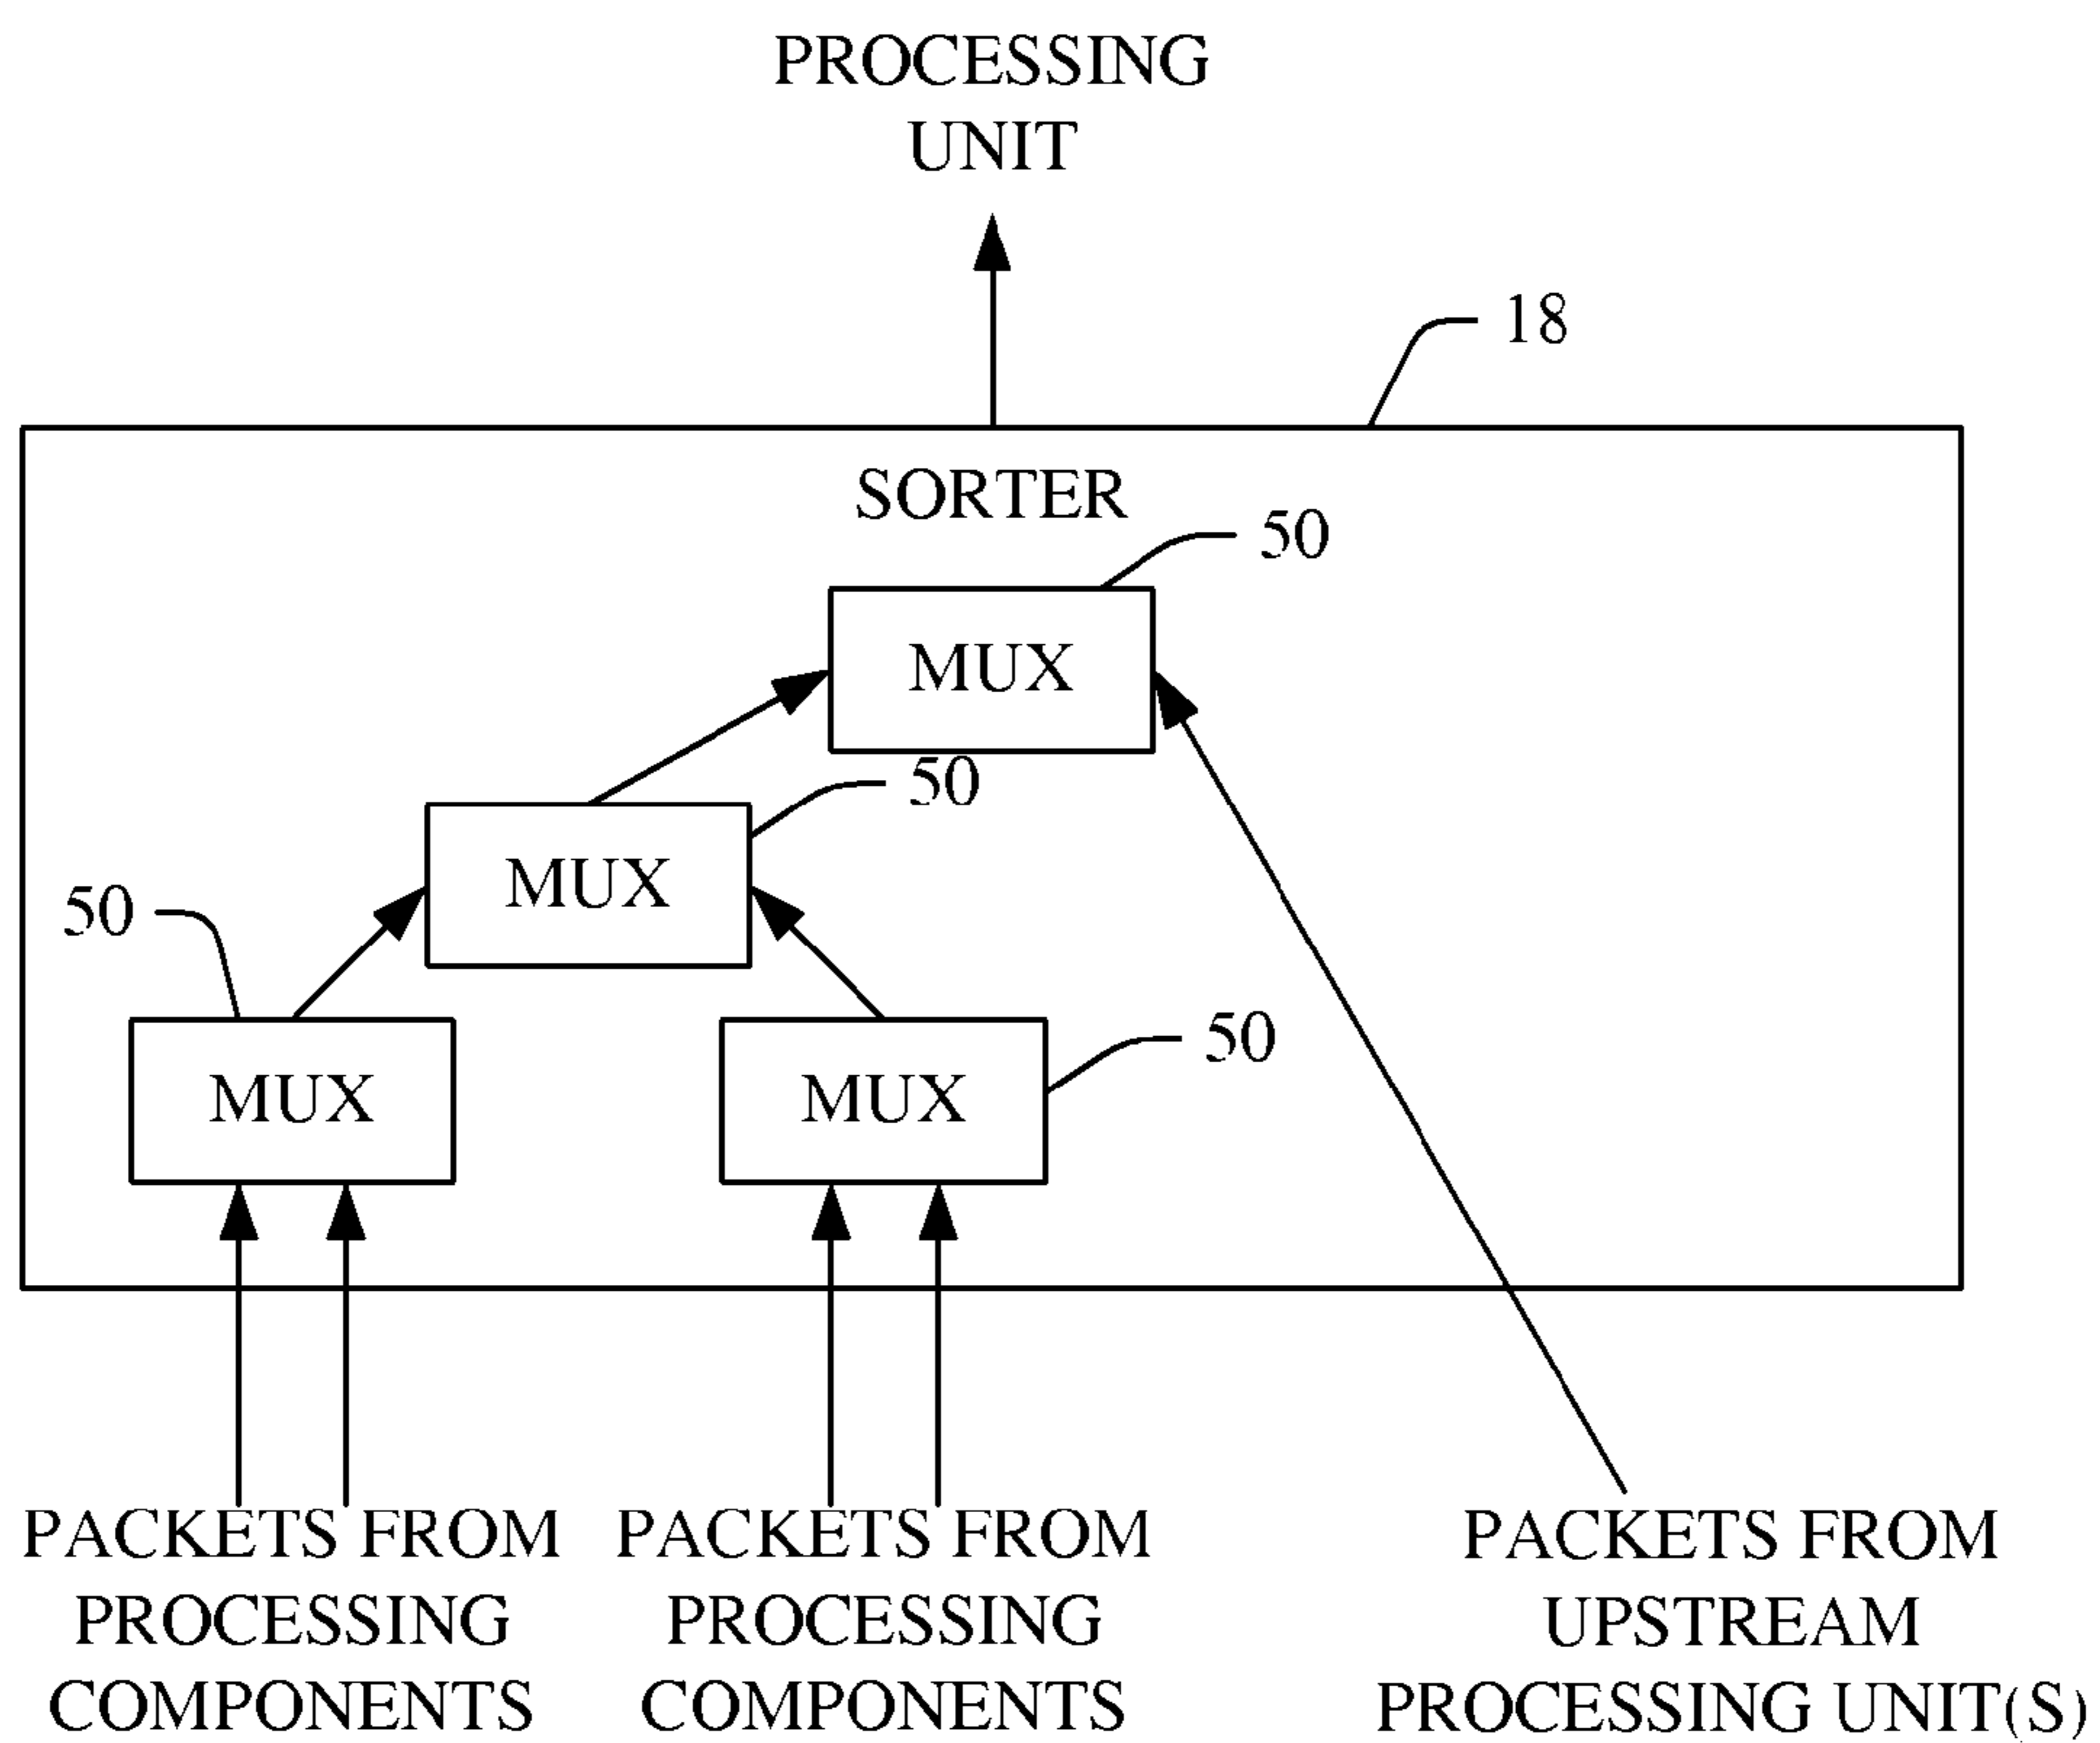 PROCESSING
UNIT
18
SORTER
50
MUX
50
MUX
50
MUX
MUX
50
PACKETS FROM
PROCESSING
COMPONENTS
PACKETS FROM
PROCESSING
COMPONENTS
PACKETS FROM
UPSTREAM
PROCESSING UNIT(S)